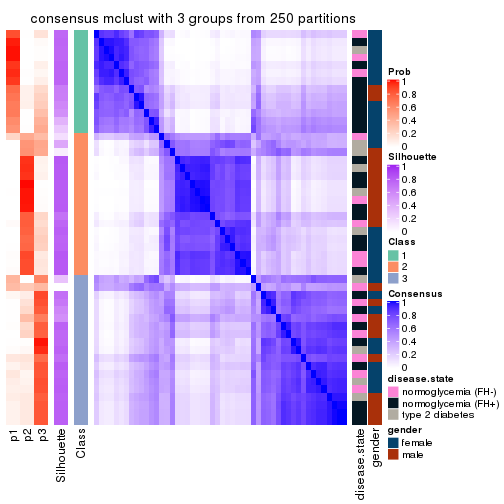 consensus mclust with 3 groups from 250 partitions
Prob
1
0.8
0.6
0.4
0.2
0
Silhouette
1
0.8
0.6
0.4
0.2
0
Class
1
2
3
Consensus
1
0.8
0.6
0.4
0.2
0
disease.state
normoglycemia (FH-)
normoglycemia (FH+)
type 2 diabetes
gender
female
male
p1
p2
p3
Silhouette
Class
disease.state
gender